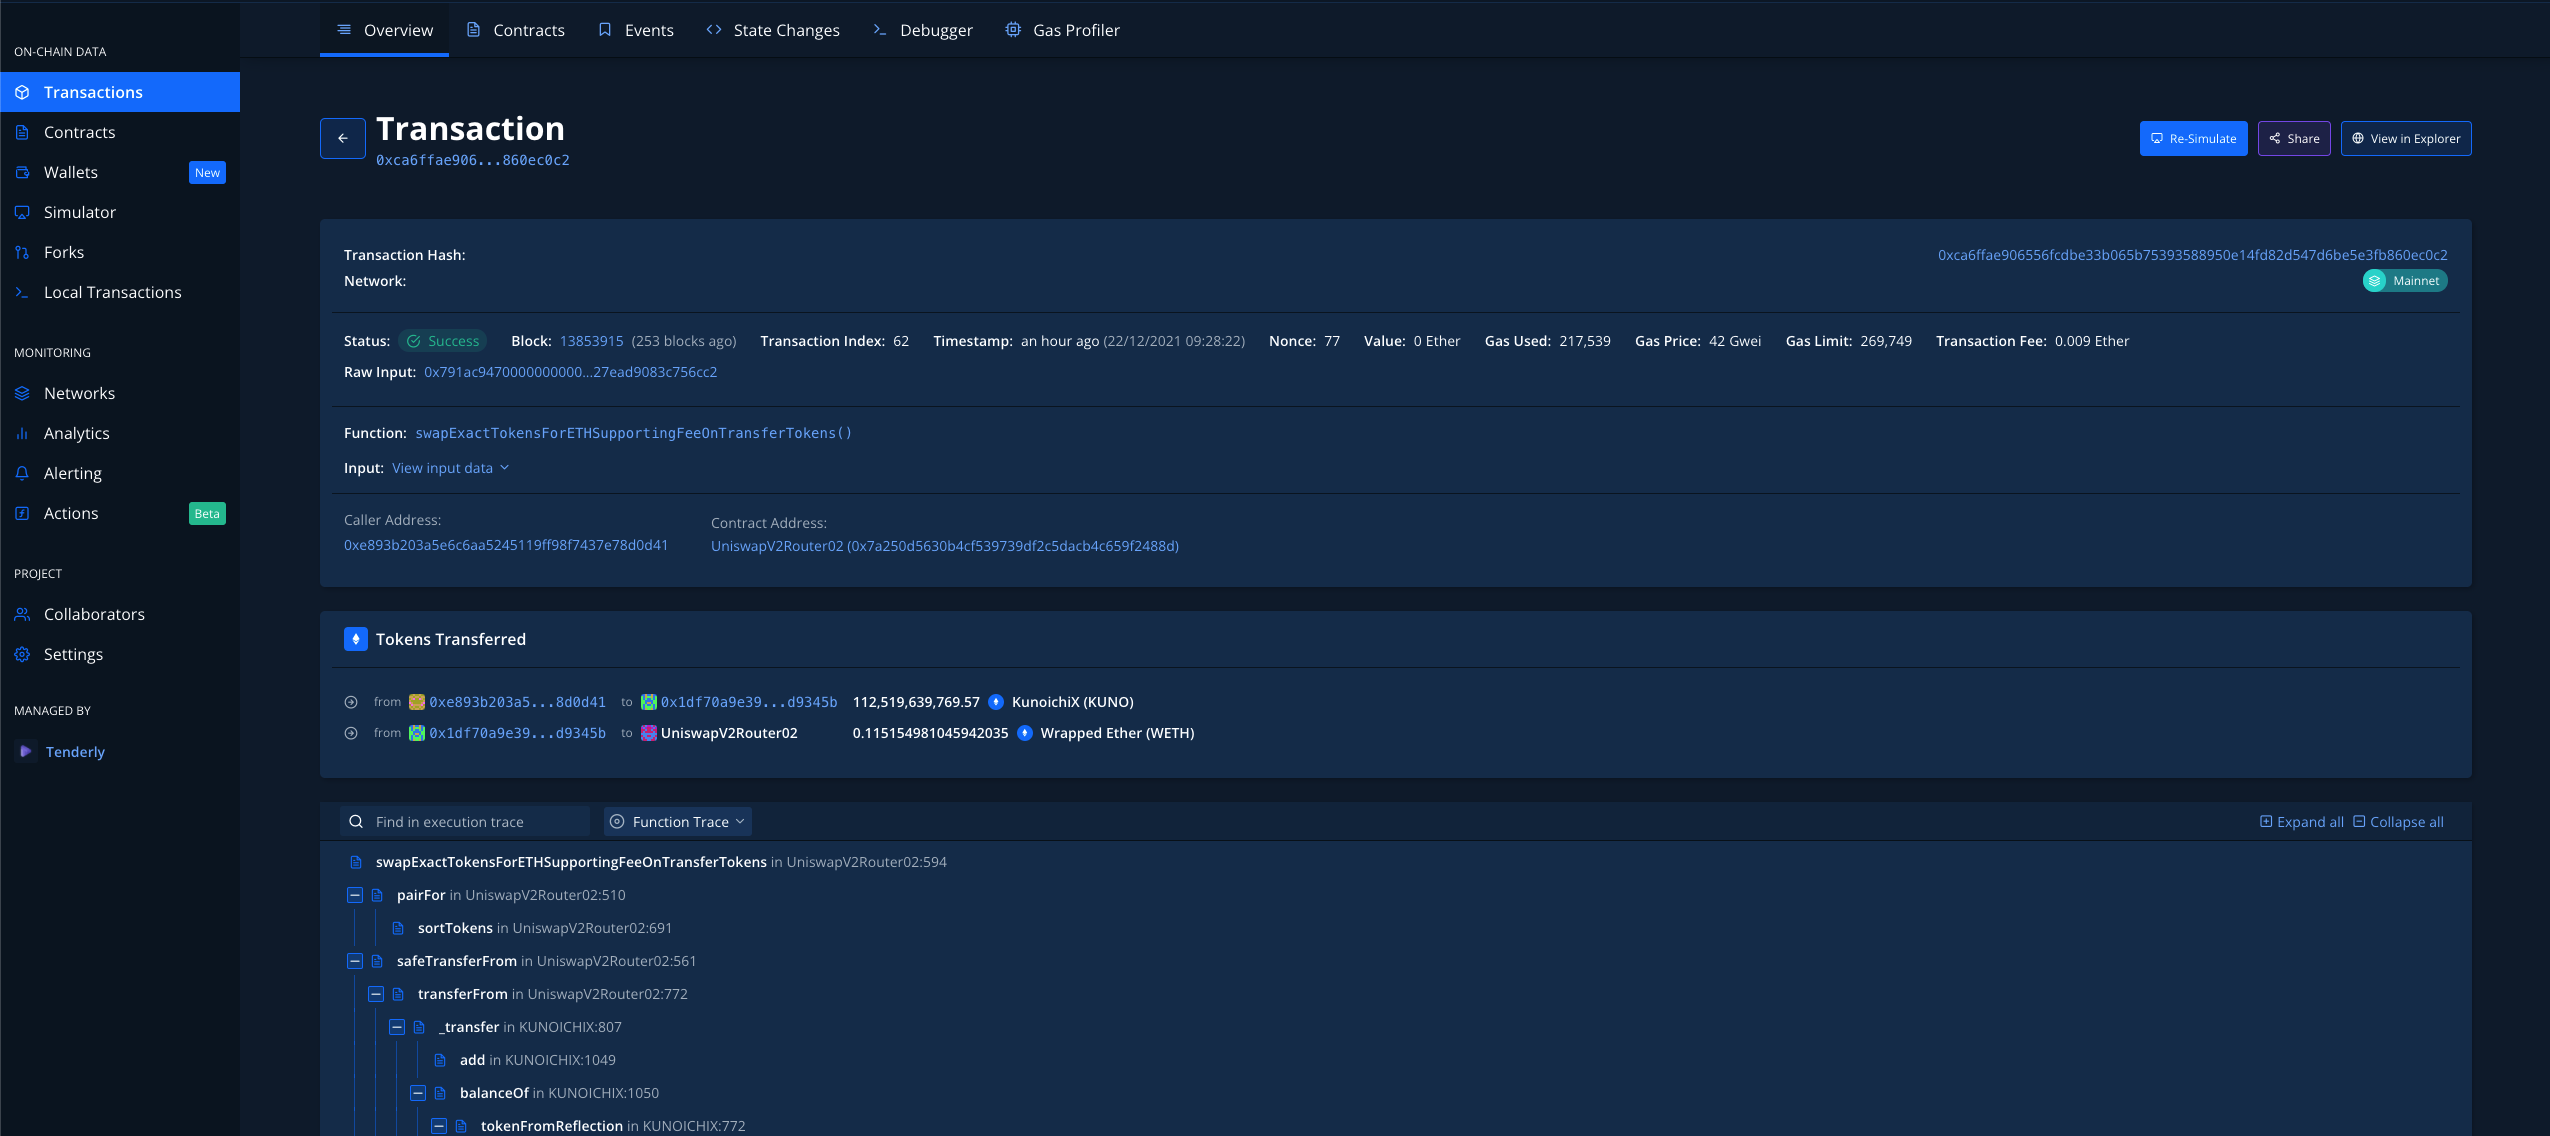 Overview Contracts Events State Changes Debugger Gas Profiler
ON-CHAIN DATA
Transactions
Contracts
Wallets New
Simulator
Forks
Local Transactions
MONITORING
Networks
Analytics
Alerting
Actions Beta
PROJECT
Collaborators
Settings
MANAGED BY
Tenderly
Transaction
0xca6ffae906...860ec0c2
Re-Simulate Share View in Explorer
Transaction Hash: 0xca6ffae906556fcdbe33b065b75393588950e14fd82d547d6be5e3fb860ec0c2
Network: Mainnet
Status: Success Block: 13853915 (253 blocks ago) Transaction Index: 62 Timestamp: an hour ago (22/12/2021 09:28:22) Nonce: 77 Value: 0 Ether Gas Used: 217,539 Gas Price: 42 Gwei Gas Limit: 269,749 Transaction Fee: 0.009 Ether
Raw Input: 0x791ac9470000000000...27ead9083c756cc2
Function: swapExactTokensForETHSupportingFeeOnTransferTokens()
Input: View input data
Caller Address:
0xe893b203a5e6c6aa5245119ff98f7437e78d0d41
Contract Address:
UniswapV2Router02 (0x7a250d5630b4cf539739df2c5dacb4c659f2488d)
Tokens Transferred
from 0xe893b203a5...8d0d41 to 0x1df70a9e39...d9345b 112,519,639,769.57 KunoichiX (KUNO)
from 0x1df70a9e39...d9345b to UniswapV2Router02 0.115154981045942035 Wrapped Ether (WETH)
Find in execution trace Function Trace Expand all Collapse all
swapExactTokensForETHSupportingFeeOnTransferTokens in UniswapV2Router02:594
pairFor in UniswapV2Router02:510
sortTokens in UniswapV2Router02:691
safeTransferFrom in UniswapV2Router02:561
transferFrom in UniswapV2Router02:772
_transfer in KUNOICHIX:807
add in KUNOICHIX:1049
balanceOf in KUNOICHIX:1050
tokenFromReflection in KUNOICHIX:772